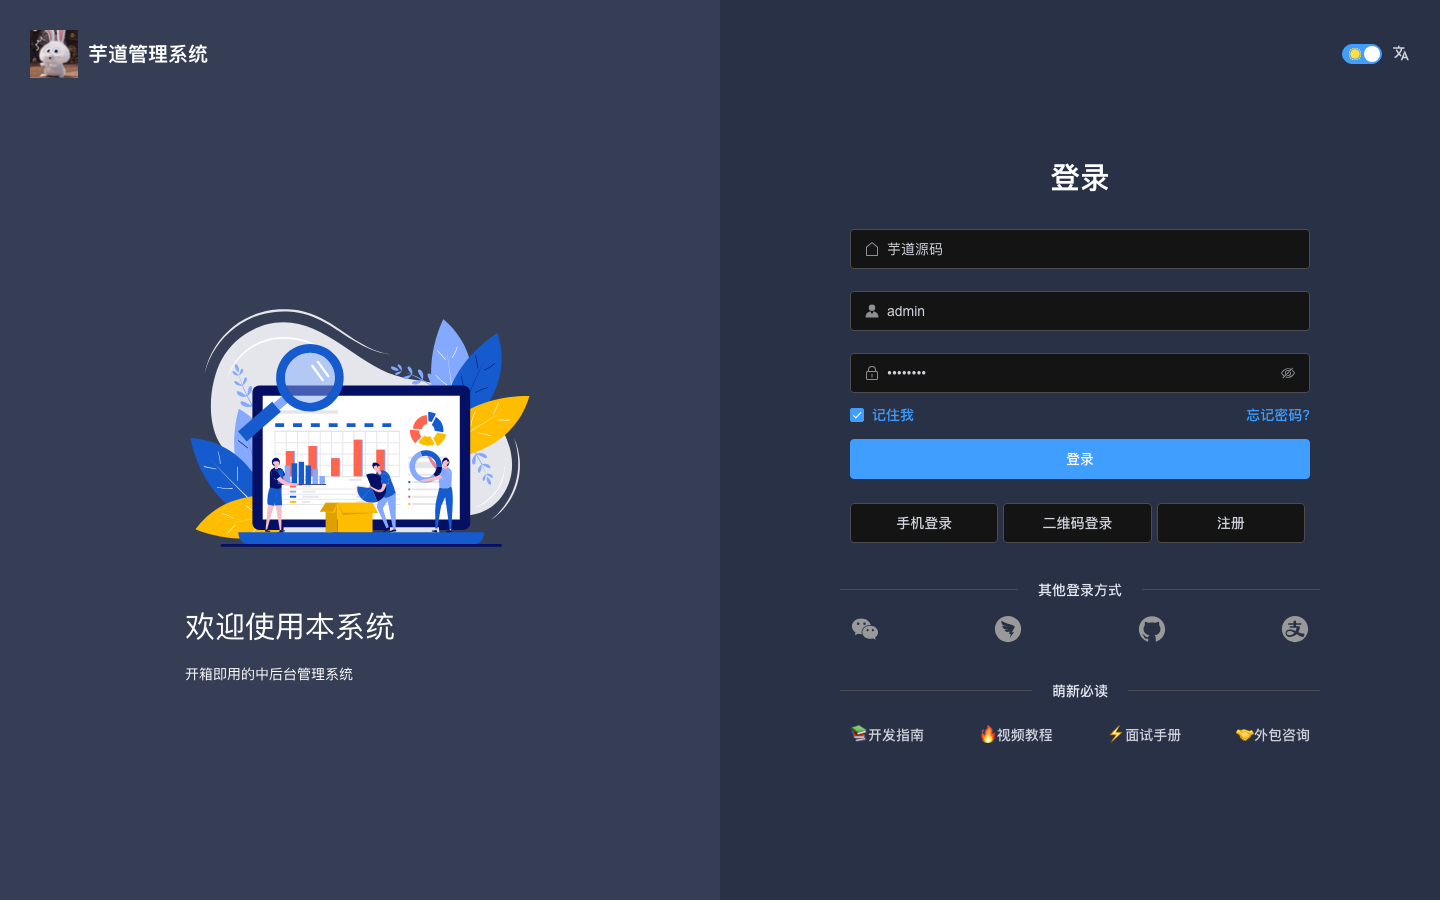 芋道管理系统
欢迎使用本系统
开箱即用的中后台管理系统
登录
芋道源码
admin
••••••••
记住我
忘记密码?
登录
手机登录
二维码登录
注册
其他登录方式
萌新必读
📚开发指南
🔥视频教程
⚡面试手册
🤝外包咨询